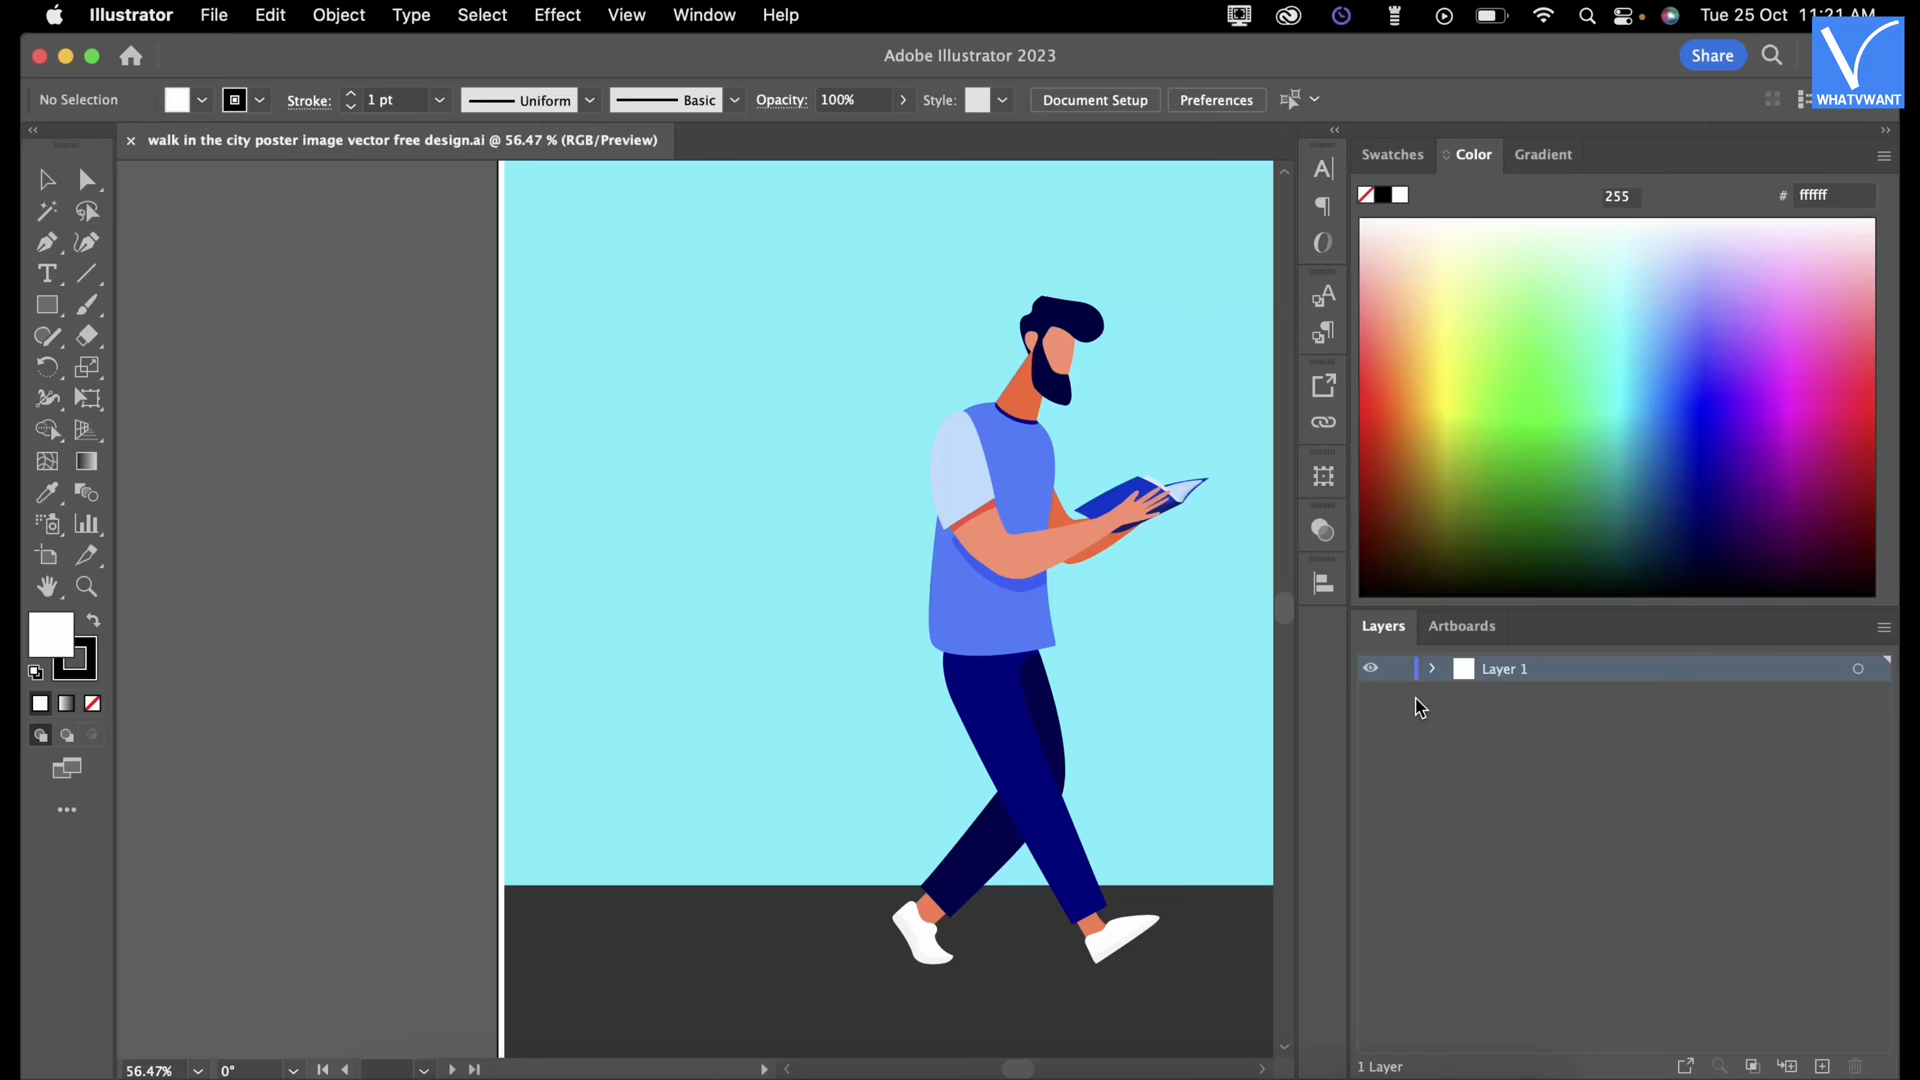 Illustrator File Edit Object Type Select Effect View Window Help Tue 25 Oct 11:21 AM
Adobe Illustrator 2023 Share
WHATVWANT
No Selection Stroke: 1 pt Uniform Basic Opacity: 100% Style: Document Setup Preferences
walk in the city poster image vector free design.ai @ 56.47 % (RGB/Preview)
Swatches Color Gradient
255 # ffffff
Layers Artboards
Layer 1
1 Layer
56.47% 0°